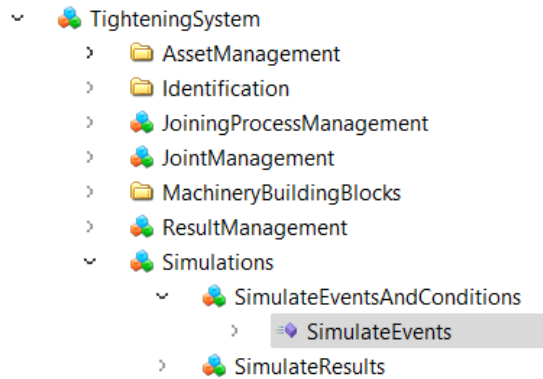 TighteningSystem
AssetManagement
Identification
JoiningProcessManagement
JointManagement
MachineryBuildingBlocks
ResultManagement
Simulations
SimulateEventsAndConditions
SimulateEvents
SimulateResults